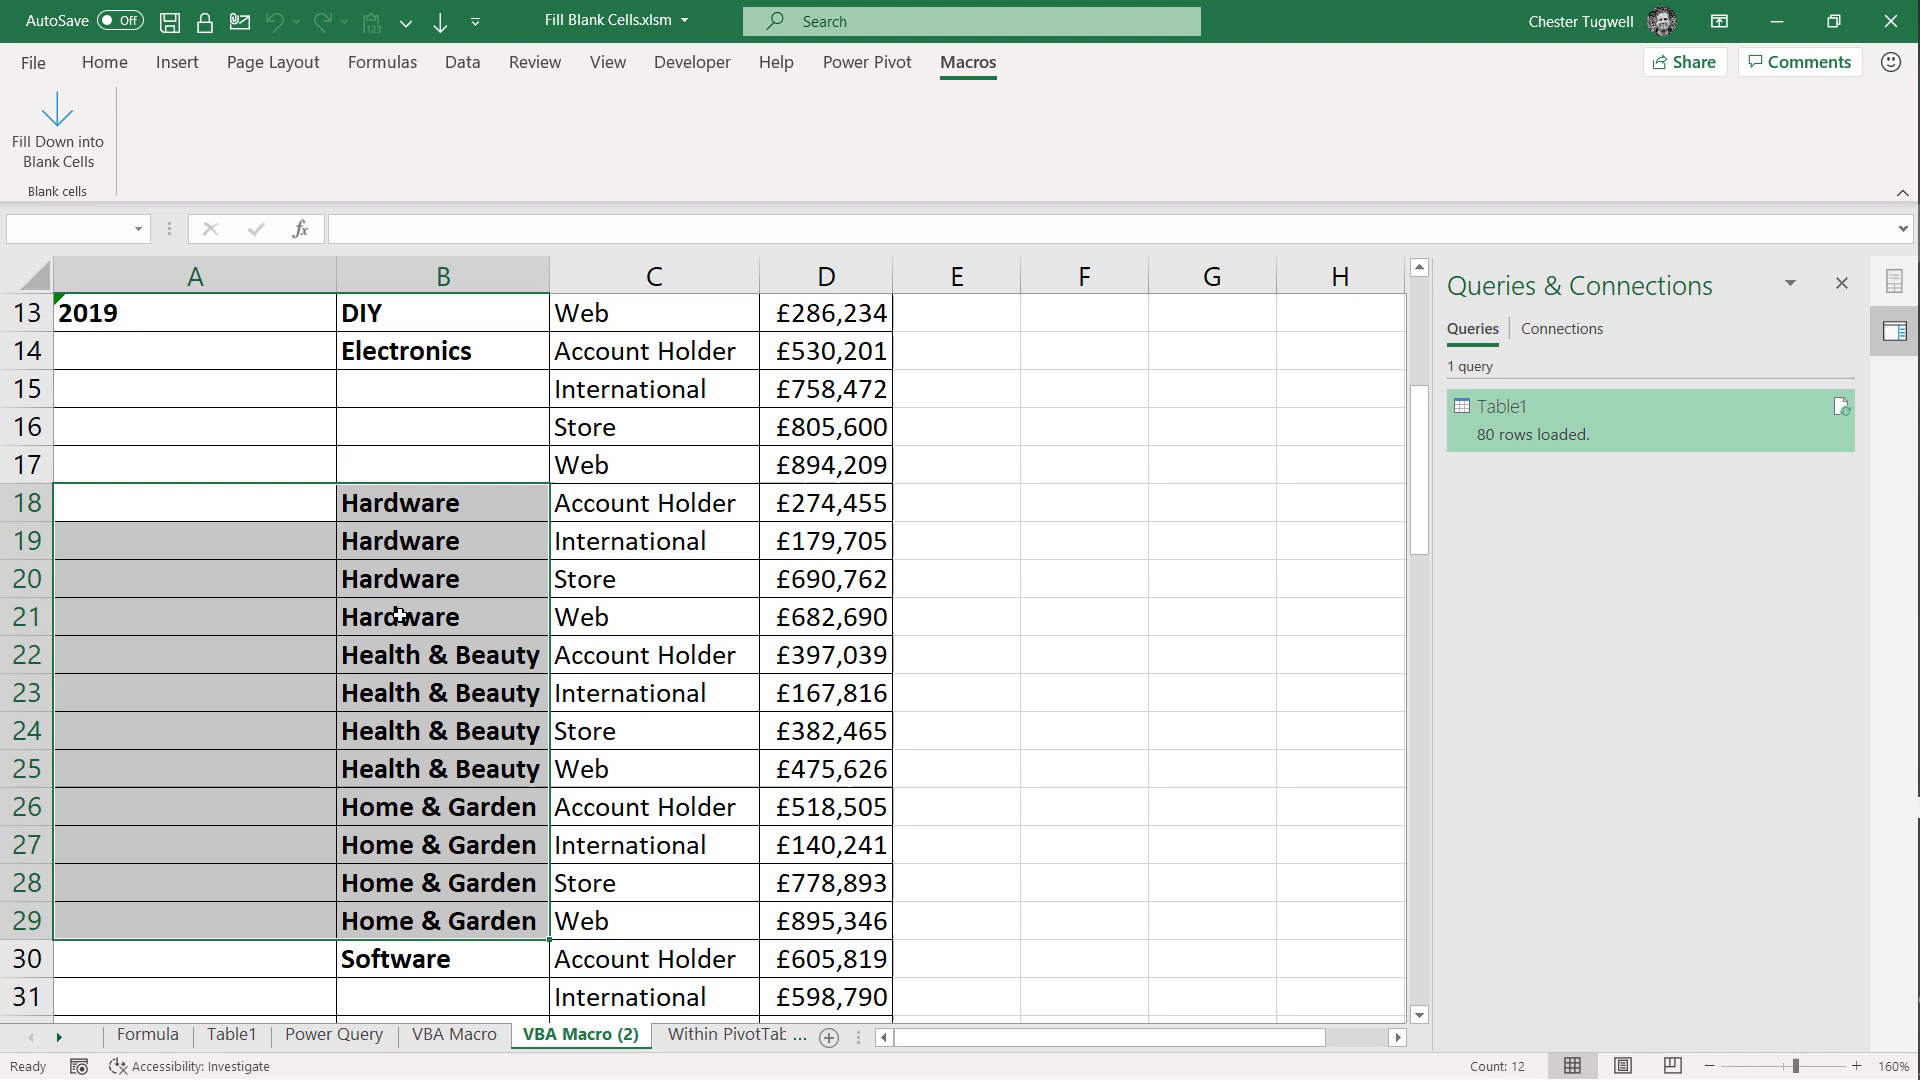 AutoSave Off Fill Blank Cells.xlsm Search Chester Tugwell
File Home Insert Page Layout Formulas Data Review View Developer Help Power Pivot Macros Share Comments
Fill Down into
Blank Cells
Blank cells
fx
A B C D E F G H
13 2019 DIY Web £286,234
14 Electronics Account Holder £530,201
15 International £758,472
16 Store £805,600
17 Web £894,209
18 Hardware Account Holder £274,455
19 Hardware International £179,705
20 Hardware Store £690,762
21 Hardware Web £682,690
22 Health & Beauty Account Holder £397,039
23 Health & Beauty International £167,816
24 Health & Beauty Store £382,465
25 Health & Beauty Web £475,626
26 Home & Garden Account Holder £518,505
27 Home & Garden International £140,241
28 Home & Garden Store £778,893
29 Home & Garden Web £895,346
30 Software Account Holder £605,819
31 International £598,790
Queries & Connections
Queries Connections
1 query
Table1
80 rows loaded.
Formula Table1 Power Query VBA Macro VBA Macro (2) Within PivotTab ...
Ready Accessibility: Investigate Count: 12 160%